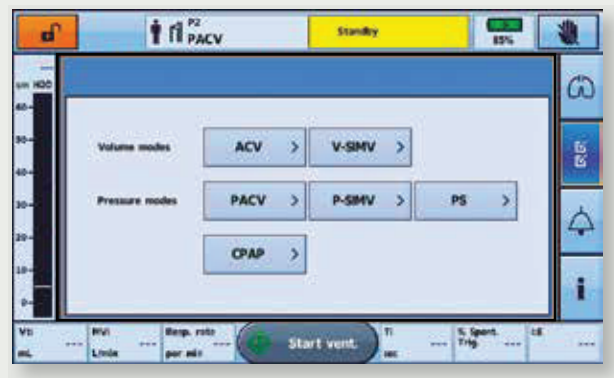 P2
PACV
Standby
85%
cm H2O
60-
50-
40-
30-
20-
10-
0-
Volume modes
ACV >
V-SIMV >
Pressure modes
PACV >
P-SIMV >
PS >
CPAP >
i
Vti
---
mL
MVi
---
L/min
Resp. rate
---
per min
Start vent.
Ti
---
sec
% Spont.
Trig.
---
I:E
---